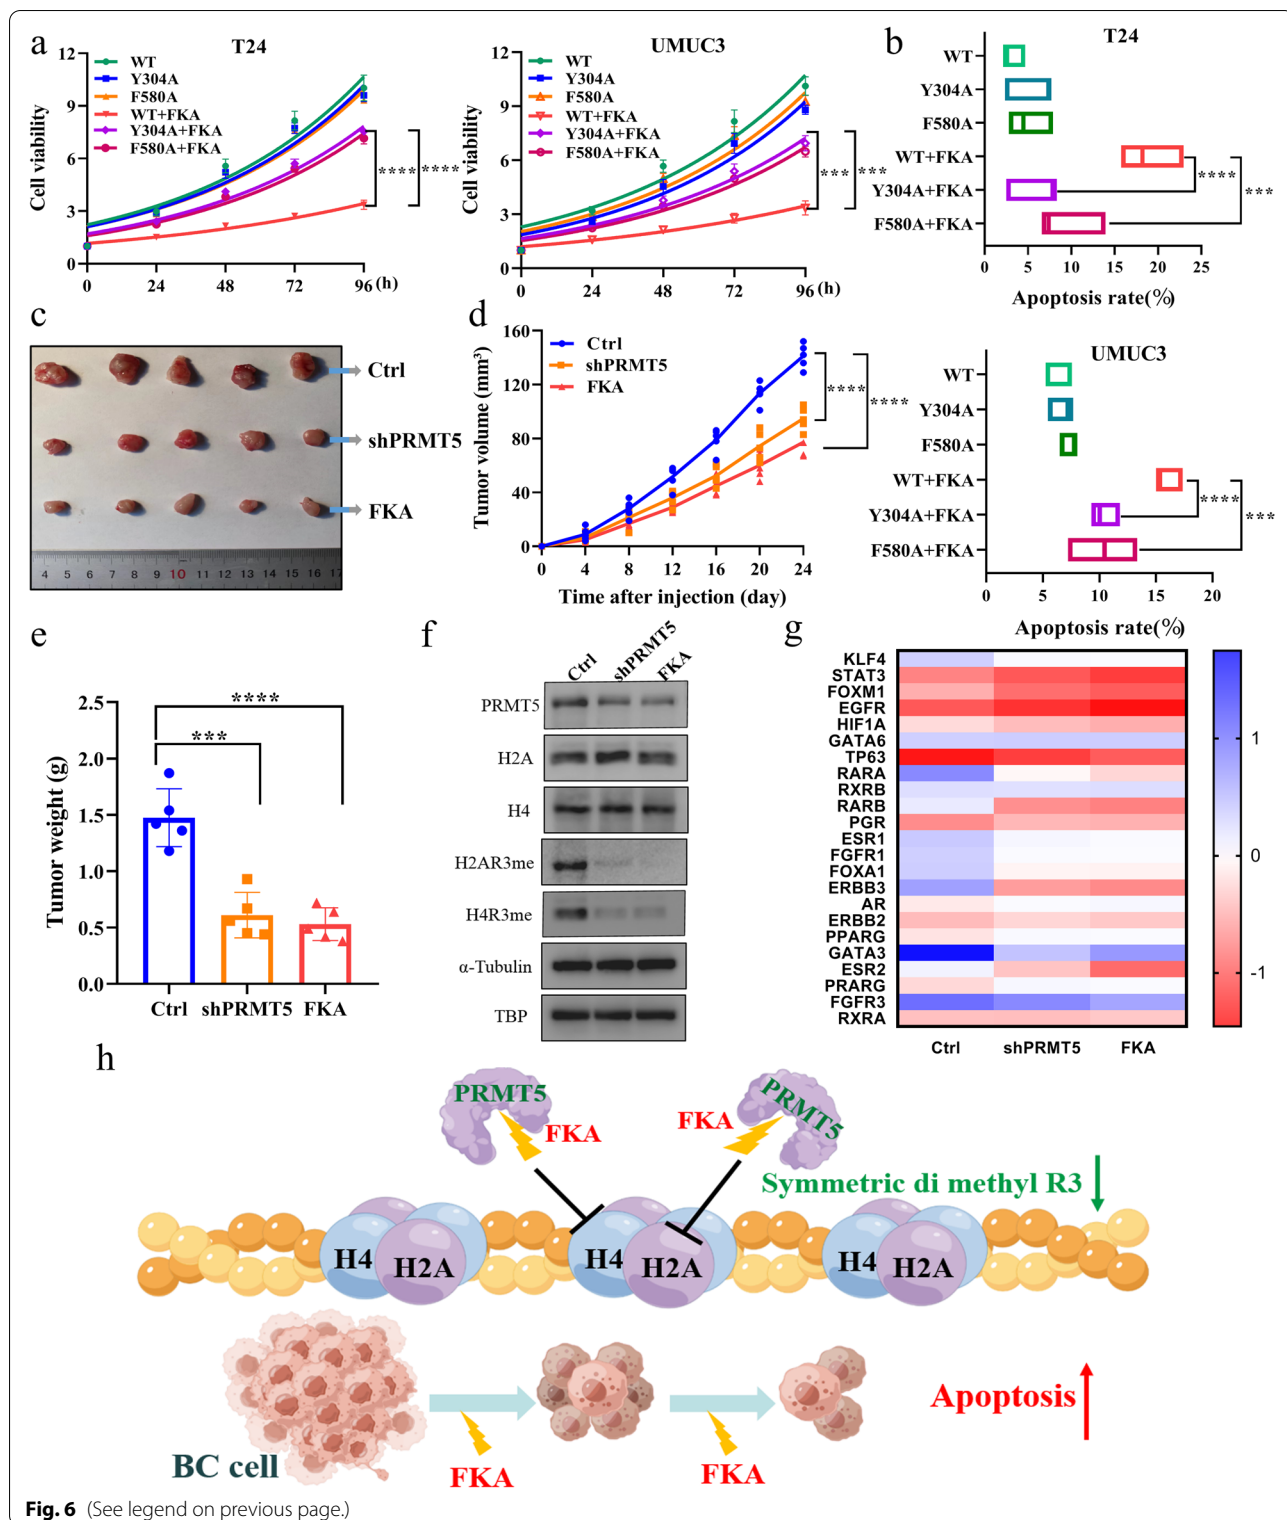 a
T24
12
9
6
3
0
Cell viability
WT
Y304A
F580A
WT+FKA
Y304A+FKA
F580A+FKA
****
****
0 24 48 72 96 (h)
UMUC3
12
9
6
3
0
Cell viability
WT
Y304A
F580A
WT+FKA
Y304A+FKA
F580A+FKA
***
***
0 24 48 72 96 (h)
b
T24
WT
Y304A
F580A
WT+FKA
Y304A+FKA
F580A+FKA
****
***
0 5 10 15 20 25
Apoptosis rate(%)
UMUC3
WT
Y304A
F580A
WT+FKA
Y304A+FKA
F580A+FKA
****
***
0 5 10 15 20
Apoptosis rate(%)
c
Ctrl
shPRMT5
FKA
4 5 6 7 8 9 10 11 12 13 14 15 16 17
d
160
120
80
40
0
Tumor volume (mm³)
Ctrl
shPRMT5
FKA
****
****
0 4 8 12 16 20 24
Time after injection (day)
e
2.5
2.0
1.5
1.0
0.5
0.0
Tumor weight (g)
****
***
Ctrl shPRMT5 FKA
f
Ctrl shPRMT5 FKA
PRMT5
H2A
H4
H2AR3me
H4R3me
α-Tubulin
TBP
g
KLF4
STAT3
FOXM1
EGFR
HIF1A
GATA6
TP63
RARA
RXRB
RARB
PGR
ESR1
FGFR1
FOXA1
ERBB3
AR
ERBB2
PPARG
GATA3
ESR2
PRARG
FGFR3
RXRA
Ctrl shPRMT5 FKA
1
0
-1
h
PRMT5
FKA
FKA
PRMT5
Symmetric di methyl R3
H4 H2A
H4 H2A
H4 H2A
BC cell
FKA
FKA
Apoptosis
Fig. 6 (See legend on previous page.)